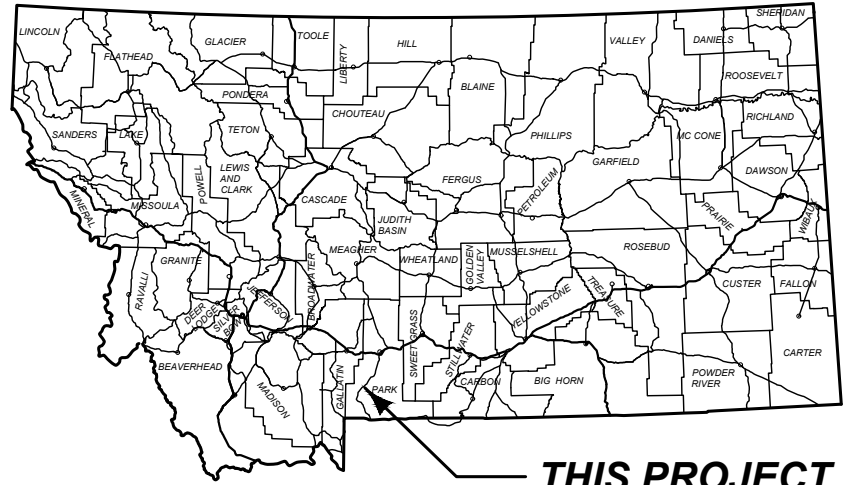 LINCOLN
FLATHEAD
GLACIER
TOOLE
LIBERTY
HILL
BLAINE
VALLEY
DANIELS
SHERIDAN
ROOSEVELT
PONDERA
CHOUTEAU
PHILLIPS
RICHLAND
SANDERS
LAKE
TETON
LEWIS
AND
CLARK
FERGUS
PETROLEUM
GARFIELD
MC CONE
DAWSON
MINERAL
MISSOULA
POWELL
CASCADE
JUDITH
BASIN
PRAIRIE
WIBAUX
GRANITE
RAVALLI
MEAGHER
WHEATLAND
GOLDEN
VALLEY
MUSSELSHELL
ROSEBUD
TREASURE
CUSTER
FALLON
DEER
LODGE
SILVER
BOW
JEFFERSON
BROADWATER
SWEET GRASS
STILLWATER
YELLOWSTONE
BEAVERHEAD
MADISON
GALLATIN
PARK
CARBON
BIG HORN
POWDER
RIVER
CARTER
THIS PROJECT